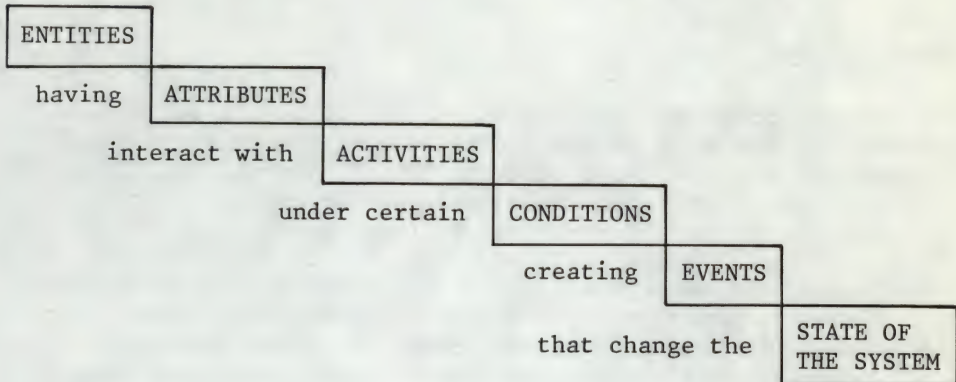 ENTITIES
having ATTRIBUTES
interact with ACTIVITIES
under certain CONDITIONS
creating EVENTS
that change the STATE OF
THE SYSTEM